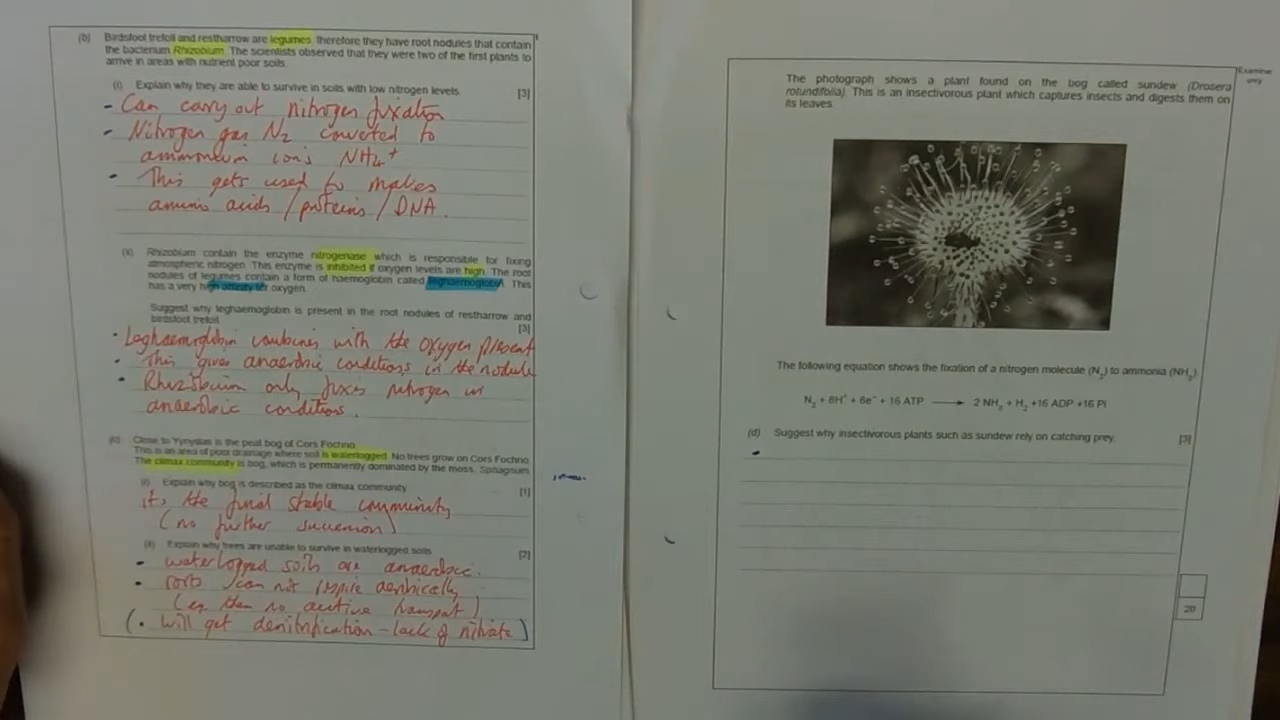 (b) Birdsfoot trefoil and restharrow are legumes, therefore they have root nodules that contain
the bacterium Rhizobium. The scientists observed that they were two of the first plants to
arrive in areas with nutrient poor soils.
(i) Explain why they are able to survive in soils with low nitrogen levels. [3]
- Can carry out nitrogen fixation
- Nitrogen gas N2 converted to
ammonium ions NH4+
- This gets used to makes
amino acids / proteins / DNA.
(ii) Rhizobium contain the enzyme nitrogenase which is responsible for fixing
atmospheric nitrogen. This enzyme is inhibited if oxygen levels are high. The root
nodules of legumes contain a form of haemoglobin called leghaemoglobin. This
has a very high affinity for oxygen.
Suggest why leghaemoglobin is present in the root nodules of restharrow and
birdsfoot trefoil. [3]
• Leghaemoglobin combines with the oxygen present
• This gives anaerobic conditions in the nodule
• Rhizobium only fixes nitrogen in
anaerobic conditions.
(c) Close to Ynyslas is the peat bog of Cors Fochno.
This is an area of poor drainage where soil is waterlogged. No trees grow on Cors Fochno.
The climax community is bog, which is permanently dominated by the moss, Sphagnum
(i) Explain why bog is described as the climax community. [1]
its the final stable community
(no further succession)
(ii) Explain why trees are unable to survive in waterlogged soils. [2]
• waterlogged soils are anaerobic.
• roots can not respire aerobically
no active transport)
(• Will get denitrification - lack of nitrate)
Examiner
only
The photograph shows a plant found on the bog called sundew (Drosera
rotundifolia). This is an insectivorous plant which captures insects and digests them on
its leaves.
The following equation shows the fixation of a nitrogen molecule (N2) to ammonia (NH3).
N2 + 8H+ + 8e− + 16 ATP ⟶ 2 NH3 + H2 +16 ADP +16 Pi
(d) Suggest why insectivorous plants such as sundew rely on catching prey. [3]
20